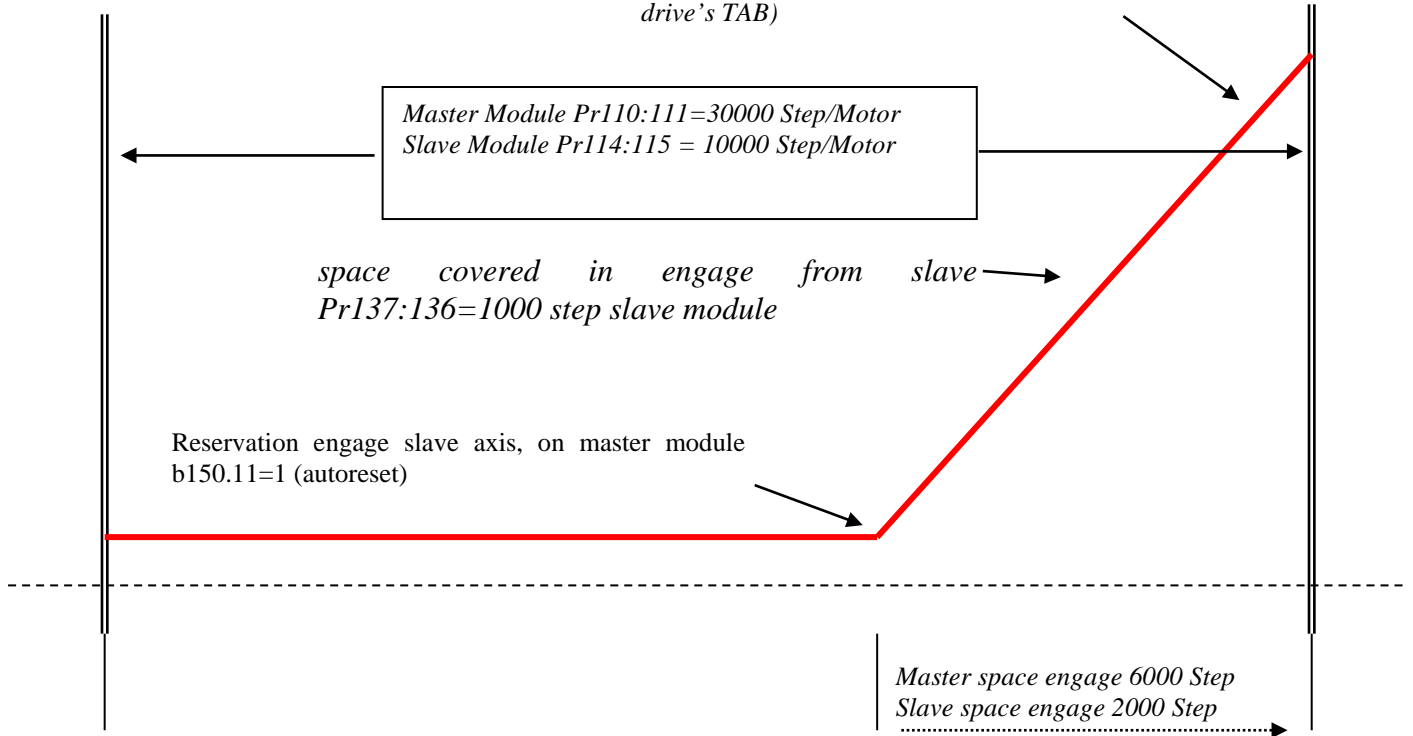 drive's TAB)
Master Module Pr110:111=30000 Step/Motor
Slave Module Pr114:115 = 10000 Step/Motor
space covered in engage from slave
Pr137:136=1000 step slave module
Reservation engage slave axis, on master module
b150.11=1 (autoreset)
Master space engage 6000 Step
Slave space engage 2000 Step